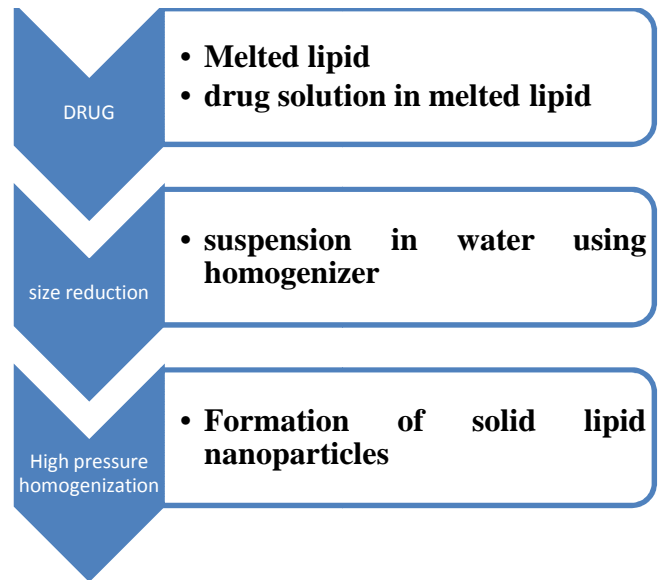 DRUG
• Melted lipid
• drug solution in melted lipid
size reduction
• suspension in water using
homogenizer
High pressure
homogenization
• Formation of solid lipid
nanoparticles